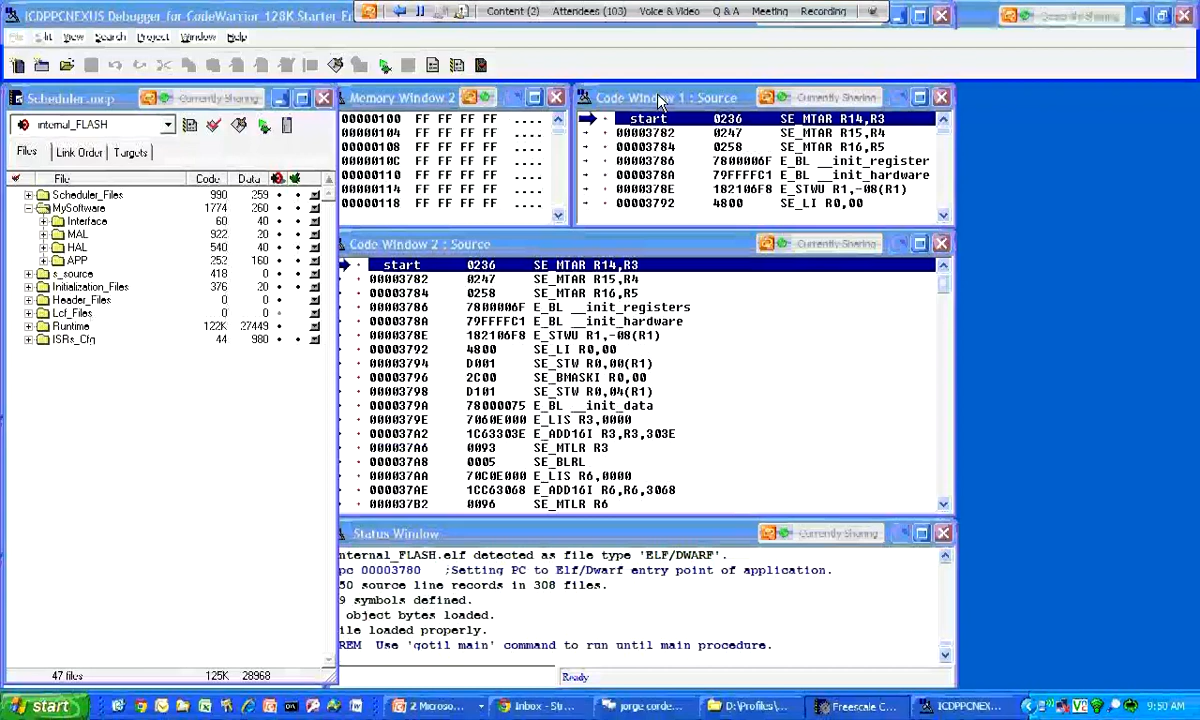 ICDPPCNEXUS Debugger for CodeWarrior 128K Starter
Content (2) Attendees (103) Voice & Video Q & A Meeting Recording
View Search Project Window Help
Scheduler.mcp
Currently Sharing
internal_FLASH
Files Link Order Targets
File Code Data
Scheduler_Files 990 259
MySoftware 1774 260
Interface 60 40
MAL 922 20
HAL 540 40
APP 252 160
s_source 418 0
Initialization_Files 376 20
Header_Files 0 0
Lcf_Files 0 0
Runtime 122K 27449
ISRs_Cfg 44 980
47 files 125K 28968
Memory Window 2
00000100 FF FF FF FF ....
00000104 FF FF FF FF ....
00000108 FF FF FF FF ....
0000010C FF FF FF FF ....
00000110 FF FF FF FF ....
00000114 FF FF FF FF ....
00000118 FF FF FF FF ....
Code Window 1 : Source
Currently Sharing
start 0236 SE_MTAR R14,R3
00003782 0247 SE_MTAR R15,R4
00003784 0258 SE_MTAR R16,R5
00003786 7800006F E_BL __init_register
0000378A 79FFFFC1 E_BL __init_hardware
0000378E 182106F8 E_STWU R1,-08(R1)
00003792 4800 SE_LI R0,00
Code Window 2 : Source
Currently Sharing
start 0236 SE_MTAR R14,R3
00003782 0247 SE_MTAR R15,R4
00003784 0258 SE_MTAR R16,R5
00003786 7800006F E_BL __init_registers
0000378A 79FFFFC1 E_BL __init_hardware
0000378E 182106F8 E_STWU R1,-08(R1)
00003792 4800 SE_LI R0,00
00003794 D001 SE_STW R0,00(R1)
00003796 2C00 SE_BMASKI R0,00
00003798 D101 SE_STW R0,04(R1)
0000379A 78000075 E_BL __init_data
0000379E 7060E000 E_LIS R3,0000
000037A2 1C63303E E_ADD16I R3,R3,303E
000037A6 0093 SE_MTLR R3
000037A8 0005 SE_BLRL
000037AA 70C0E000 E_LIS R6,0000
000037AE 1CC63068 E_ADD16I R6,R6,3068
000037B2 0096 SE_MTLR R6
Status Window
Currently Sharing
nternal_FLASH.elf detected as file type 'ELF/DWARF'.
pc 00003780 ;Setting PC to Elf/Dwarf entry point of application.
50 source line records in 308 files.
9 symbols defined.
object bytes loaded.
ile loaded properly.
REM Use 'gotil main' command to run until main procedure.
Ready
start
2 Microso...
Inbox - Str...
jorge corde...
D:\Profiles\...
Freescale C...
ICDPPCNEX...
9:50 AM